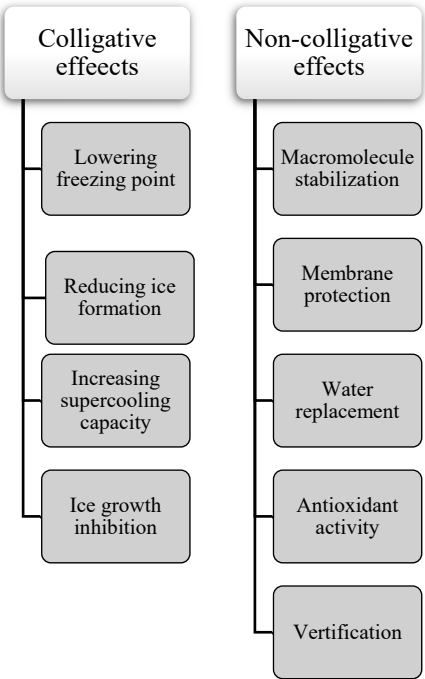 Colligative
effeects
Lowering
freezing point
Reducing ice
formation
Increasing
supercooling
capacity
Ice growth
inhibition
Non-colligative
effects
Macromolecule
stabilization
Membrane
protection
Water
replacement
Antioxidant
activity
Vertification